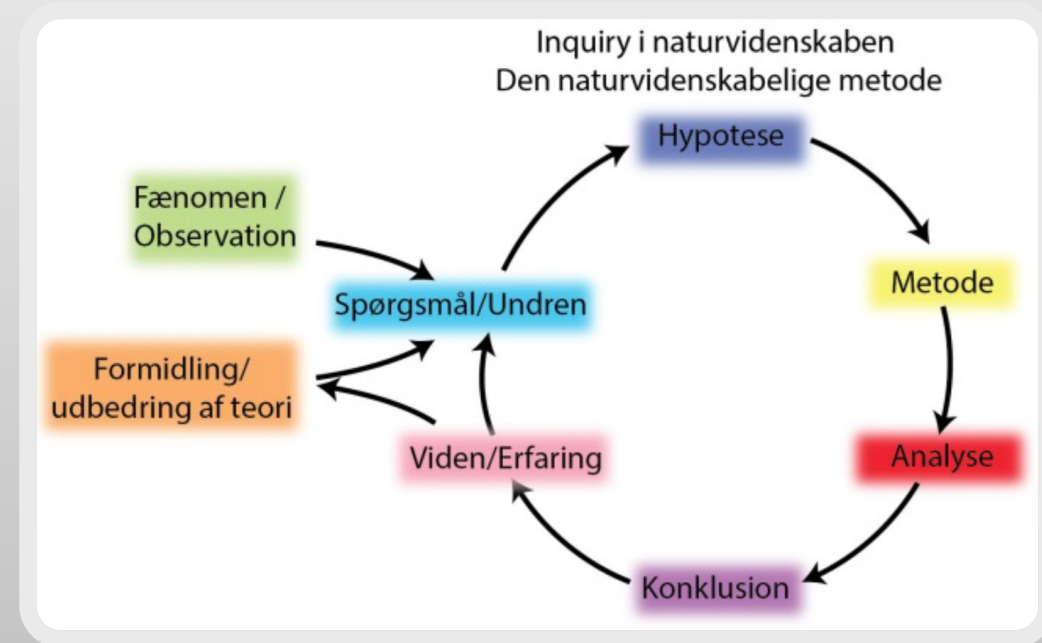 Inquiry i naturvidenskaben
Den naturvidenskabelige metode
Hypotese
Fænomen /
Observation
Metode
Spørgsmål/Undren
Formidling/
udbedring af teori
Viden/Erfaring
Analyse
Konklusion